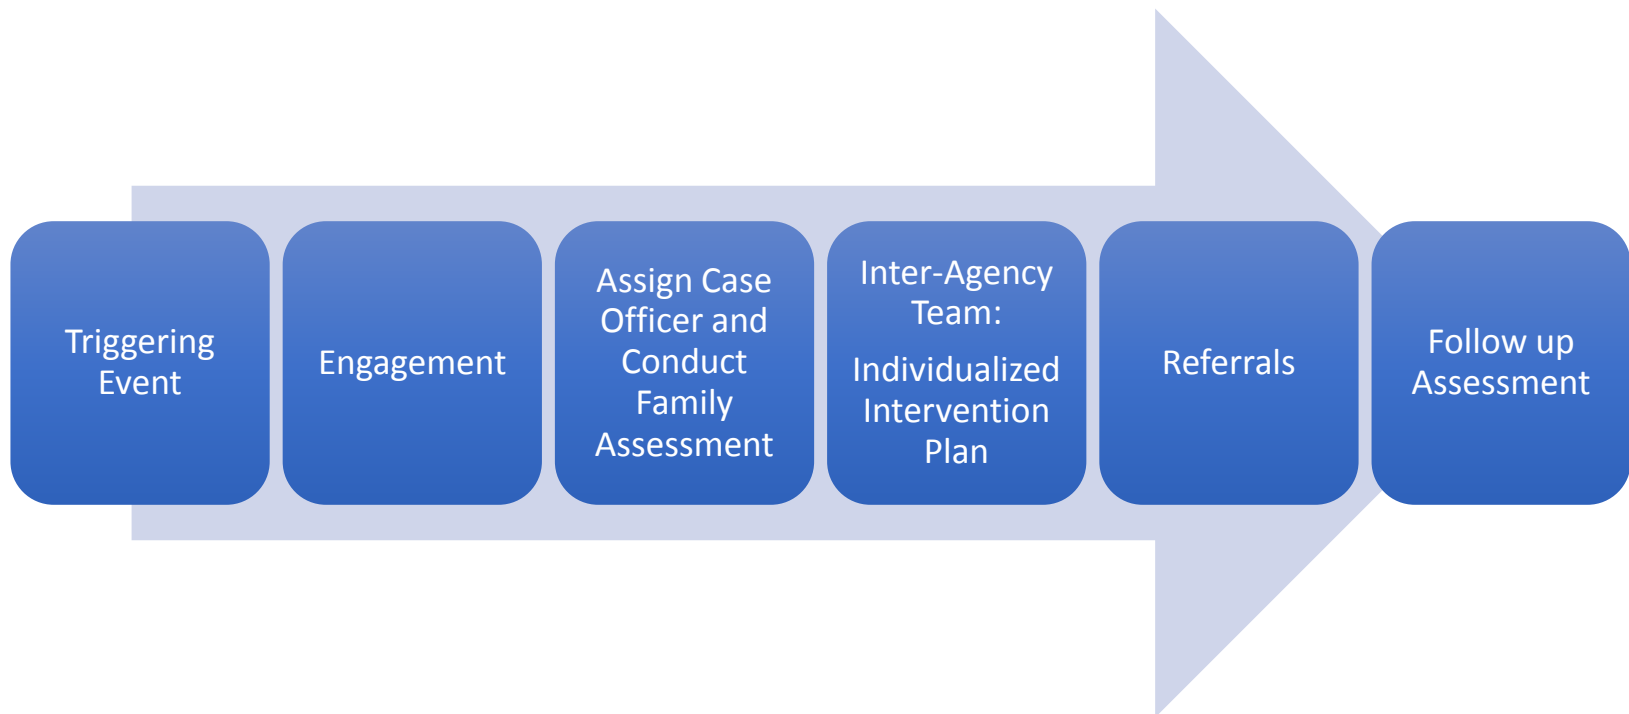 Triggering
Event
Engagement
Assign Case
Officer and
Conduct
Family
Assessment
Inter-Agency
Team:
Individualized
Intervention
Plan
Referrals
Follow up
Assessment